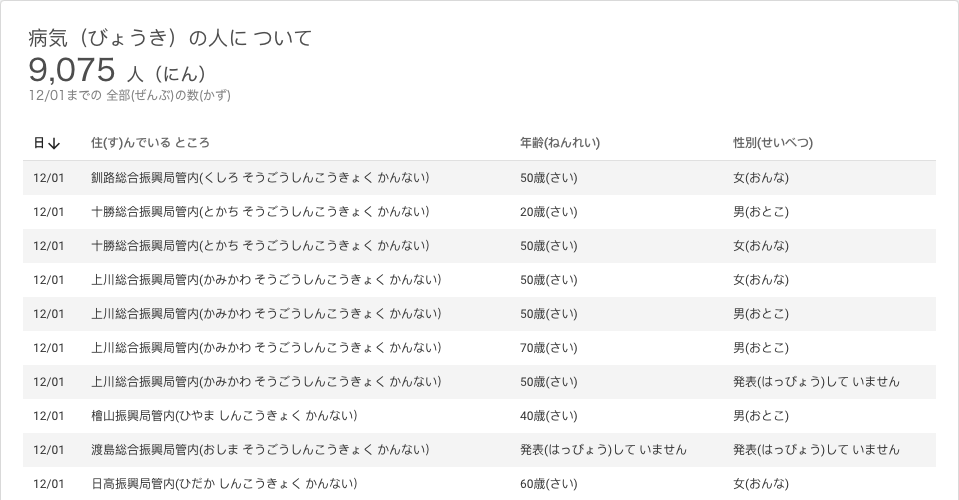 病気（びょうき）の人に ついて
9,075 人（にん）
12/01までの 全部(ぜんぶ)の数(かず)
日↓ 住(す)んでいる ところ 年齢(ねんれい) 性別(せいべつ)
12/01 釧路総合振興局管内(くしろ そうごうしんこうきょく かんない) 50歳(さい) 女(おんな)
12/01 十勝総合振興局管内(とかち そうごうしんこうきょく かんない) 20歳(さい) 男(おとこ)
12/01 十勝総合振興局管内(とかち そうごうしんこうきょく かんない) 50歳(さい) 女(おんな)
12/01 上川総合振興局管内(かみかわ そうごうしんこうきょく かんない) 50歳(さい) 女(おんな)
12/01 上川総合振興局管内(かみかわ そうごうしんこうきょく かんない) 50歳(さい) 男(おとこ)
12/01 上川総合振興局管内(かみかわ そうごうしんこうきょく かんない) 70歳(さい) 男(おとこ)
12/01 上川総合振興局管内(かみかわ そうごうしんこうきょく かんない) 50歳(さい) 発表(はっぴょう)して いません
12/01 檜山振興局管内(ひやま しんこうきょく かんない) 40歳(さい) 男(おとこ)
12/01 渡島総合振興局管内(おしま そうごうしんこうきょく かんない) 発表(はっぴょう)して いません 発表(はっぴょう)して いません
12/01 日高振興局管内(ひだか しんこうきょく かんない) 60歳(さい) 女(おんな)